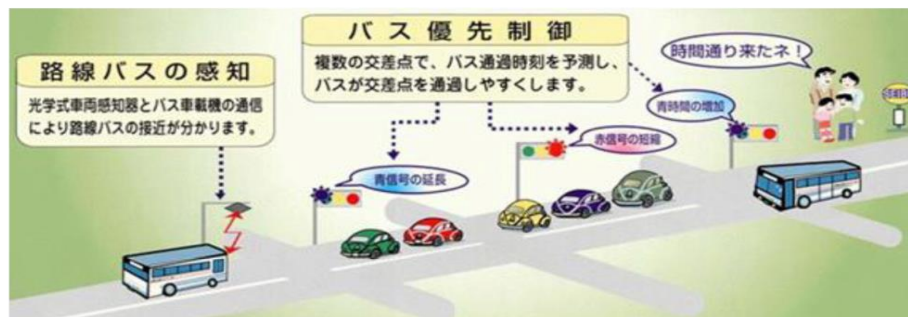 バス優先制御
複数の交差点で、バス通過時刻を予測し、
バスが交差点を通過しやすくします。
路線バスの感知
光学式車両感知器とバス車載機の通信
により路線バスの接近が分かります。
時間通り来たネ！
青時間の増加
赤信号の短縮
青信号の延長
SEIBU